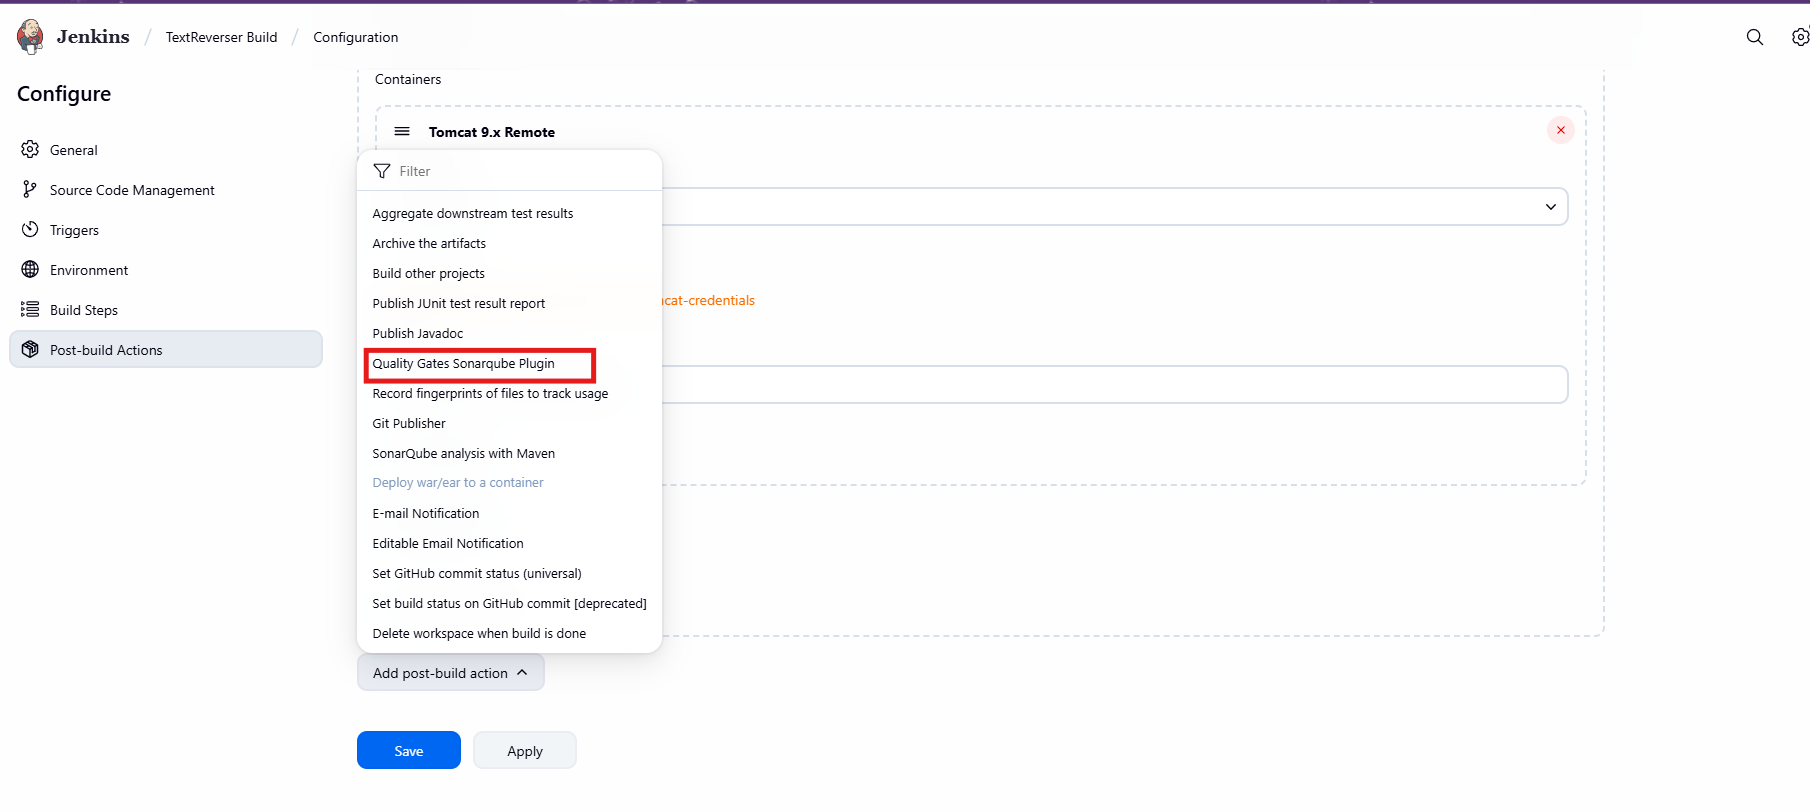 Jenkins / TextReverser Build / Configuration
Configure
General
Source Code Management
Triggers
Environment
Build Steps
Post-build Actions
Containers
Tomcat 9.x Remote
Filter
Aggregate downstream test results
Archive the artifacts
Build other projects
Publish JUnit test result report
Publish Javadoc
Quality Gates Sonarqube Plugin
Record fingerprints of files to track usage
Git Publisher
SonarQube analysis with Maven
Deploy war/ear to a container
E-mail Notification
Editable Email Notification
Set GitHub commit status (universal)
Set build status on GitHub commit [deprecated]
Delete workspace when build is done
cat-credentials
Add post-build action
Save
Apply